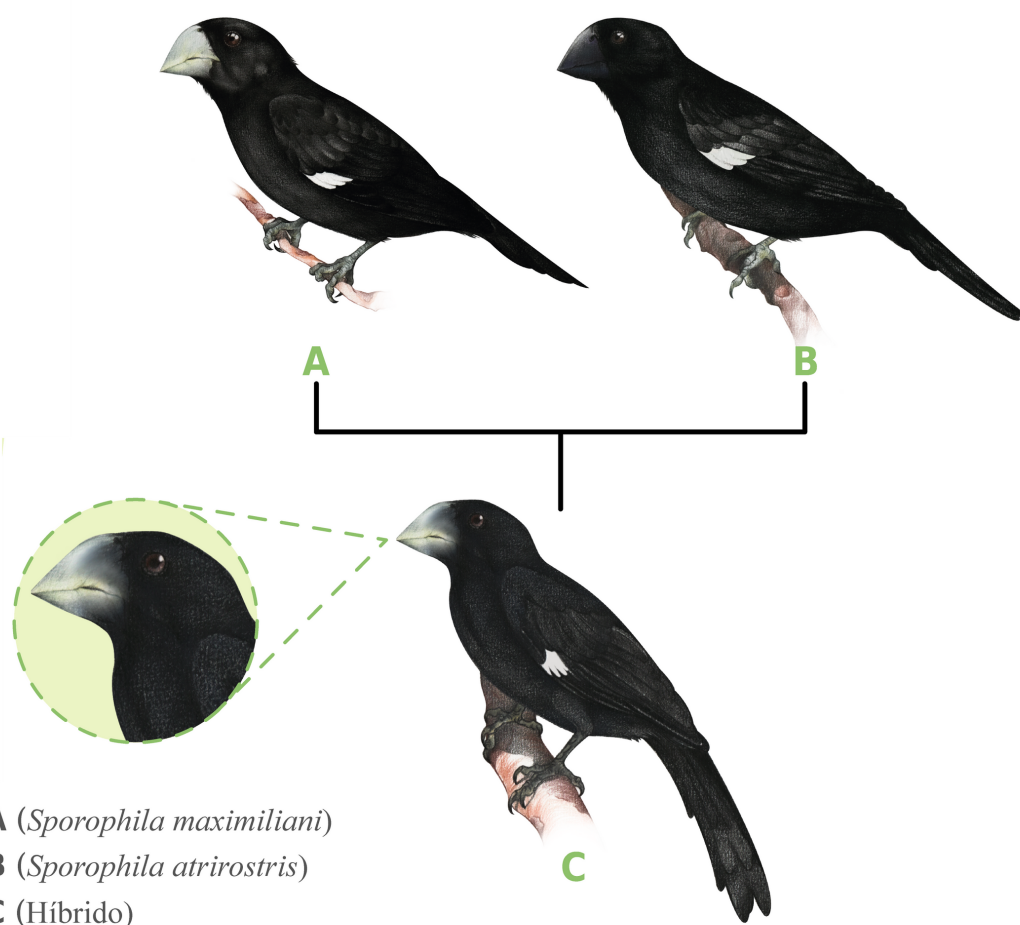 A
B
C
A (Sporophila maximiliani)
B (Sporophila atrirostris)
C (Híbrido)